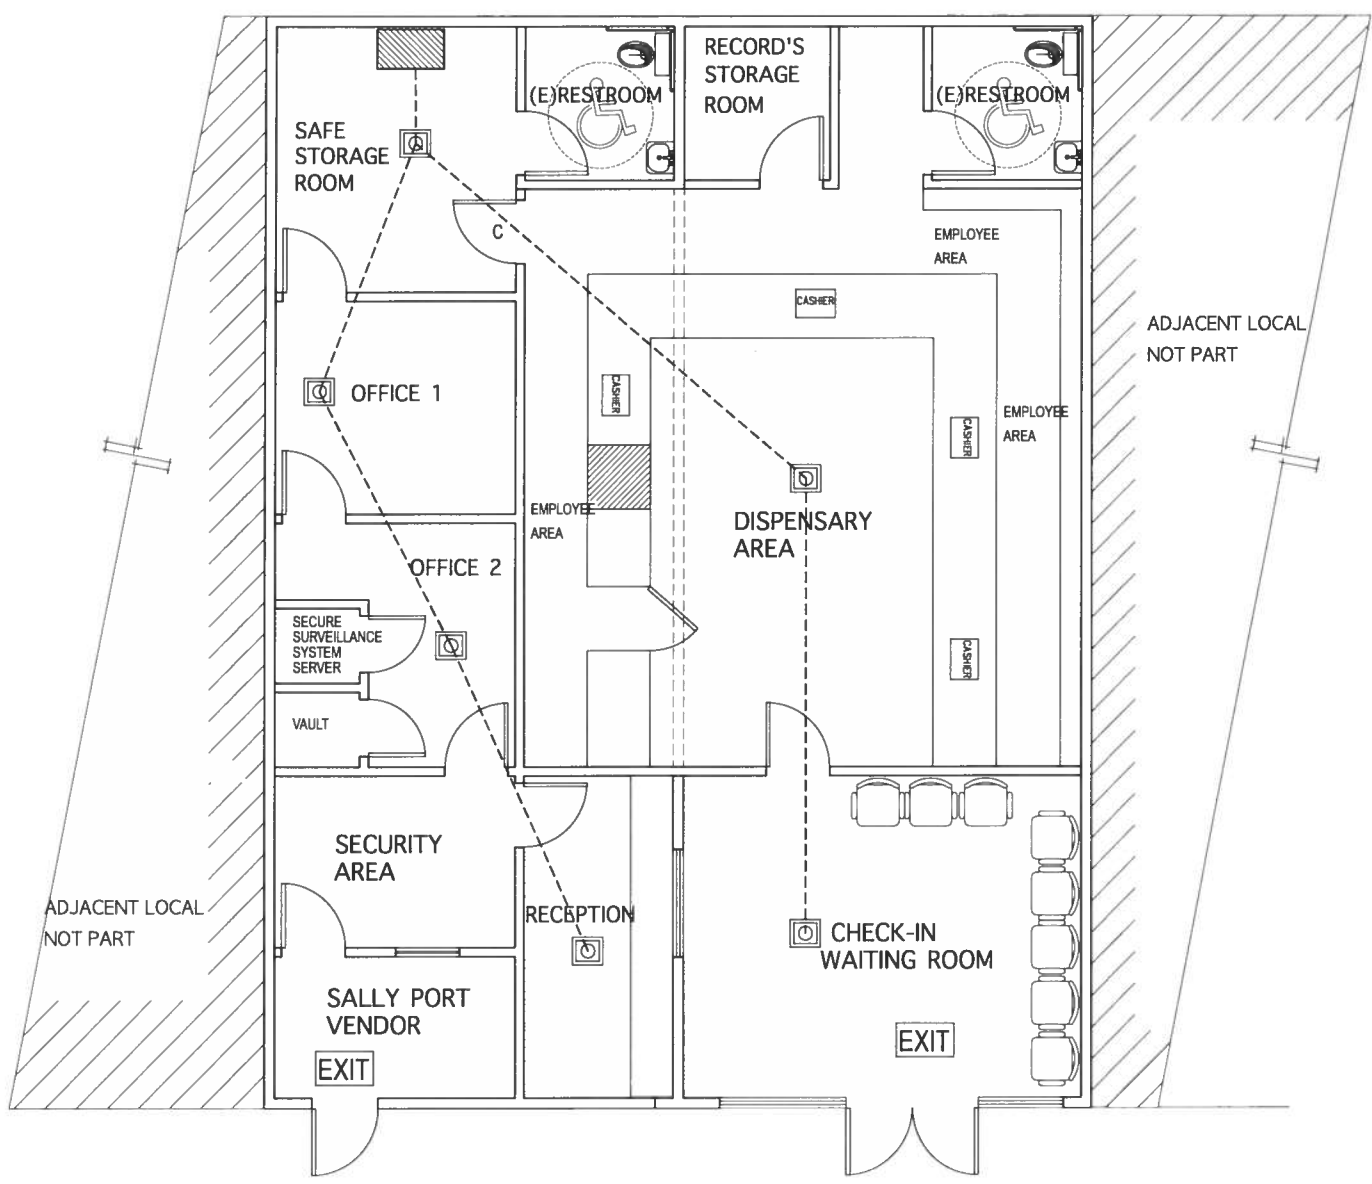 RECORD'S
STORAGE
ROOM
(E)RESTROOM
(E)RESTROOM
SAFE
STORAGE
ROOM
C
EMPLOYEE
AREA
CASHIER
ADJACENT LOCAL
NOT PART
OFFICE 1
CASHIER
EMPLOYEE
AREA
CASHIER
EMPLOYEE
AREA
DISPENSARY
AREA
OFFICE 2
SECURE
SURVEILLANCE
SYSTEM
SERVER
CASHIER
VAULT
SECURITY
AREA
ADJACENT LOCAL
NOT PART
RECEPTION
CHECK-IN
WAITING ROOM
SALLY PORT
VENDOR
EXIT
EXIT